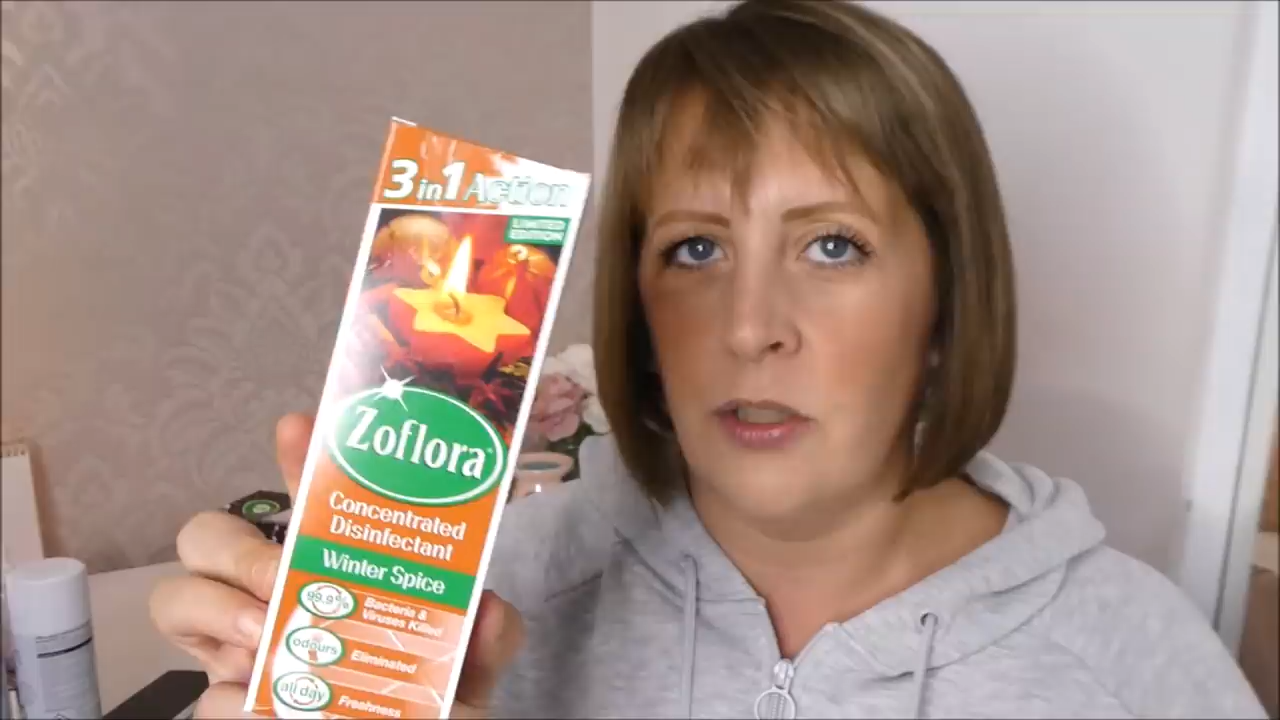 3 in 1 Action
LIMITED
EDITION
Zoflora
Concentrated
Disinfectant
Winter Spice
99.9%
Bacteria &
Viruses Killed
odours
Eliminated
all day
Freshness